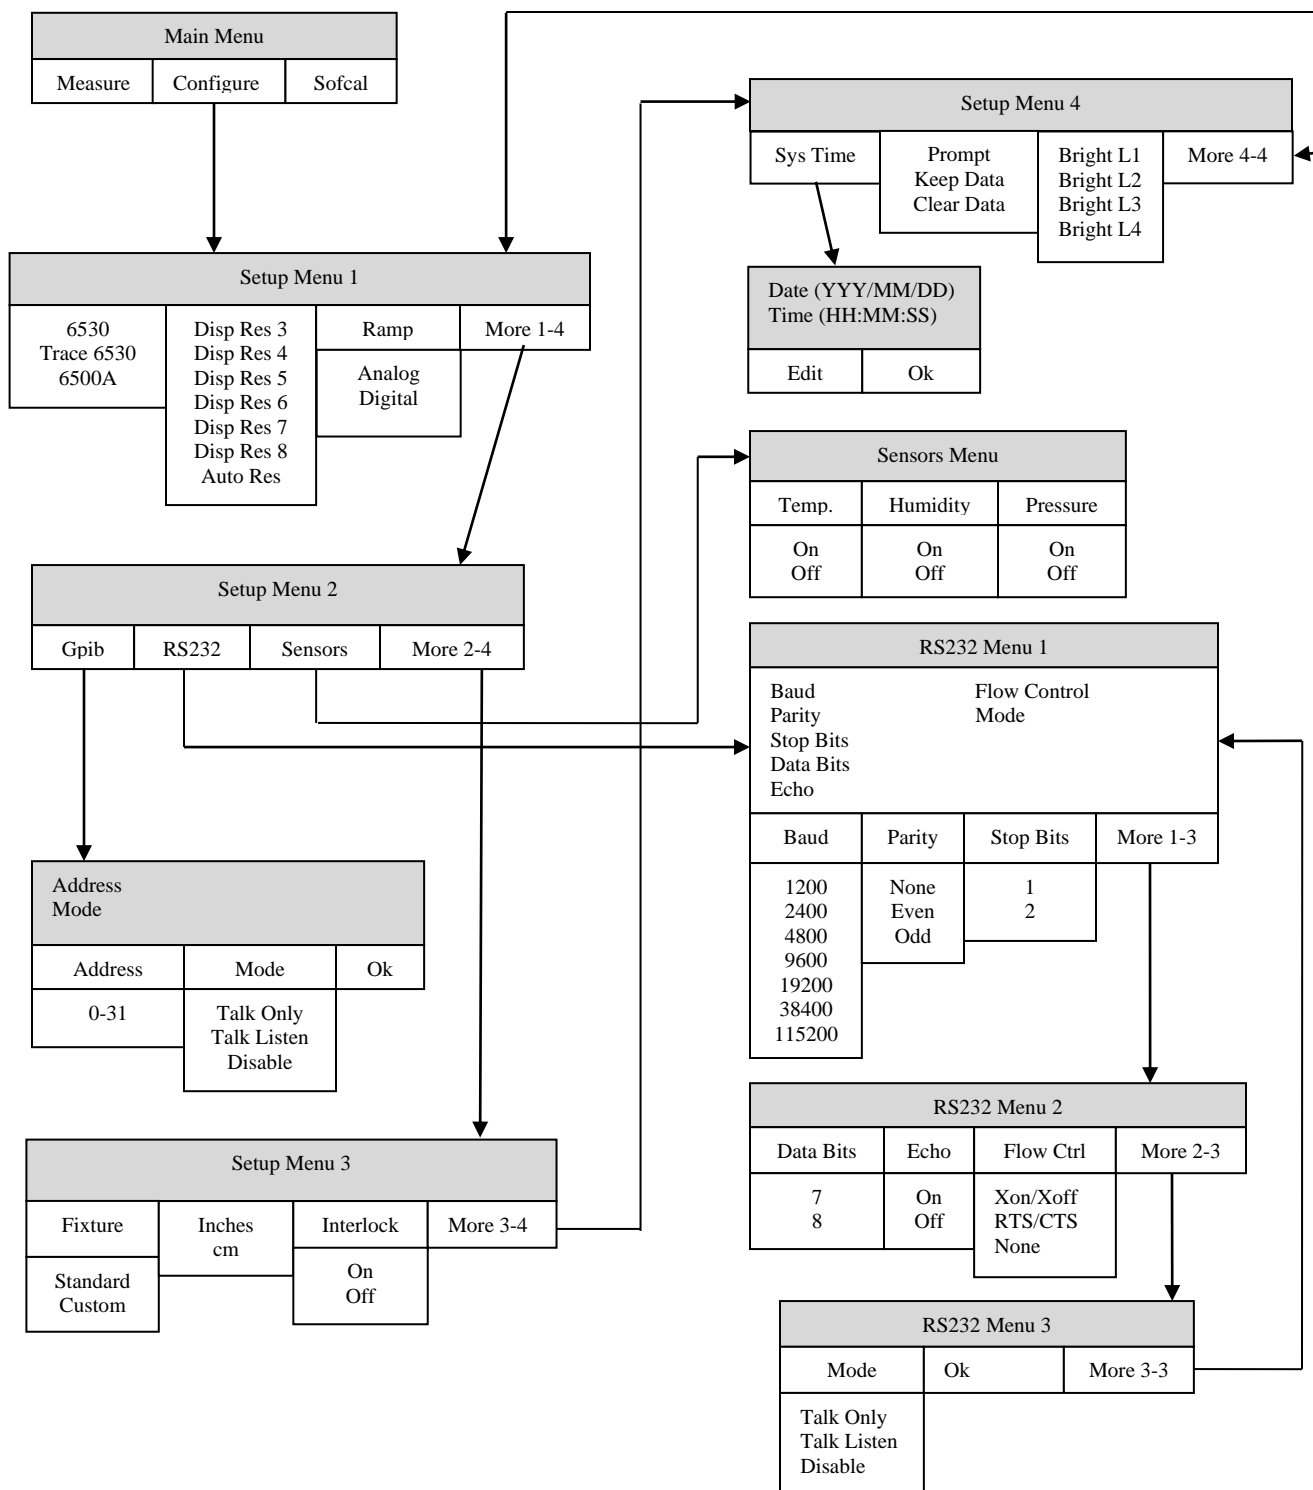 Main Menu
Measure Configure Sofcal
Setup Menu 4
Sys Time Prompt Bright L1 More 4-4
Keep Data Bright L2
Clear Data Bright L3
Bright L4
Setup Menu 1
6530 Disp Res 3 Ramp More 1-4
Trace 6530 Disp Res 4
6500A Disp Res 5 Analog
Disp Res 6 Digital
Disp Res 7
Disp Res 8
Auto Res
Date (YYY/MM/DD)
Time (HH:MM:SS)
Edit Ok
Sensors Menu
Temp. Humidity Pressure
On On On
Off Off Off
Setup Menu 2
Gpib RS232 Sensors More 2-4
RS232 Menu 1
Baud Flow Control
Parity Mode
Stop Bits
Data Bits
Echo
Baud Parity Stop Bits More 1-3
1200 None 1
2400 Even 2
4800 Odd
9600
19200
38400
115200
Address
Mode
Address Mode Ok
0-31 Talk Only
Talk Listen
Disable
RS232 Menu 2
Data Bits Echo Flow Ctrl More 2-3
7 On Xon/Xoff
8 Off RTS/CTS
None
Setup Menu 3
Fixture Inches Interlock More 3-4
cm
Standard On
Custom Off
RS232 Menu 3
Mode Ok More 3-3
Talk Only
Talk Listen
Disable